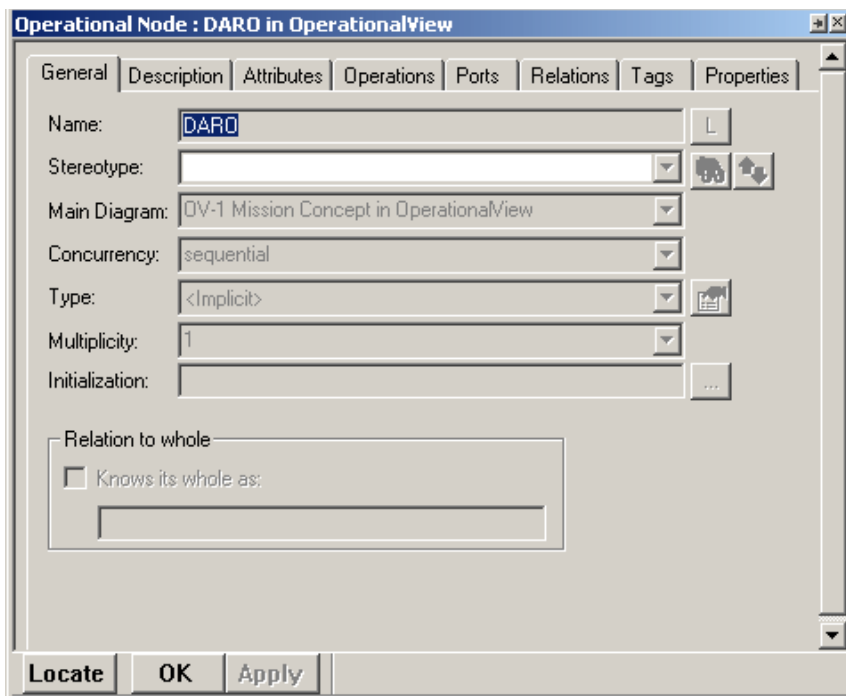 Operational Node : DARO in OperationalView
General Description Attributes Operations Ports Relations Tags Properties
Name: DARO L
Stereotype:
Main Diagram: OV-1 Mission Concept in OperationalView
Concurrency: sequential
Type: <Implicit>
Multiplicity: 1
Initialization: ...
Relation to whole
Knows its whole as:
Locate OK Apply